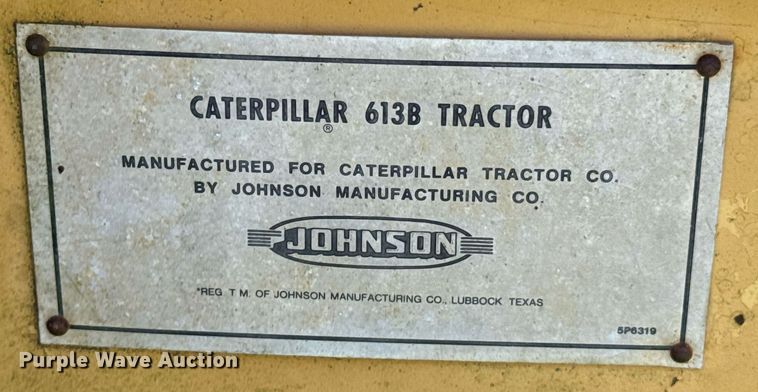 CATERPILLAR 613B TRACTOR
®
MANUFACTURED FOR CATERPILLAR TRACTOR CO.
BY JOHNSON MANUFACTURING CO.
JOHNSON
*REG. T M. OF JOHNSON MANUFACTURING CO., LUBBOCK TEXAS
5P6319
Purple Wave Auction